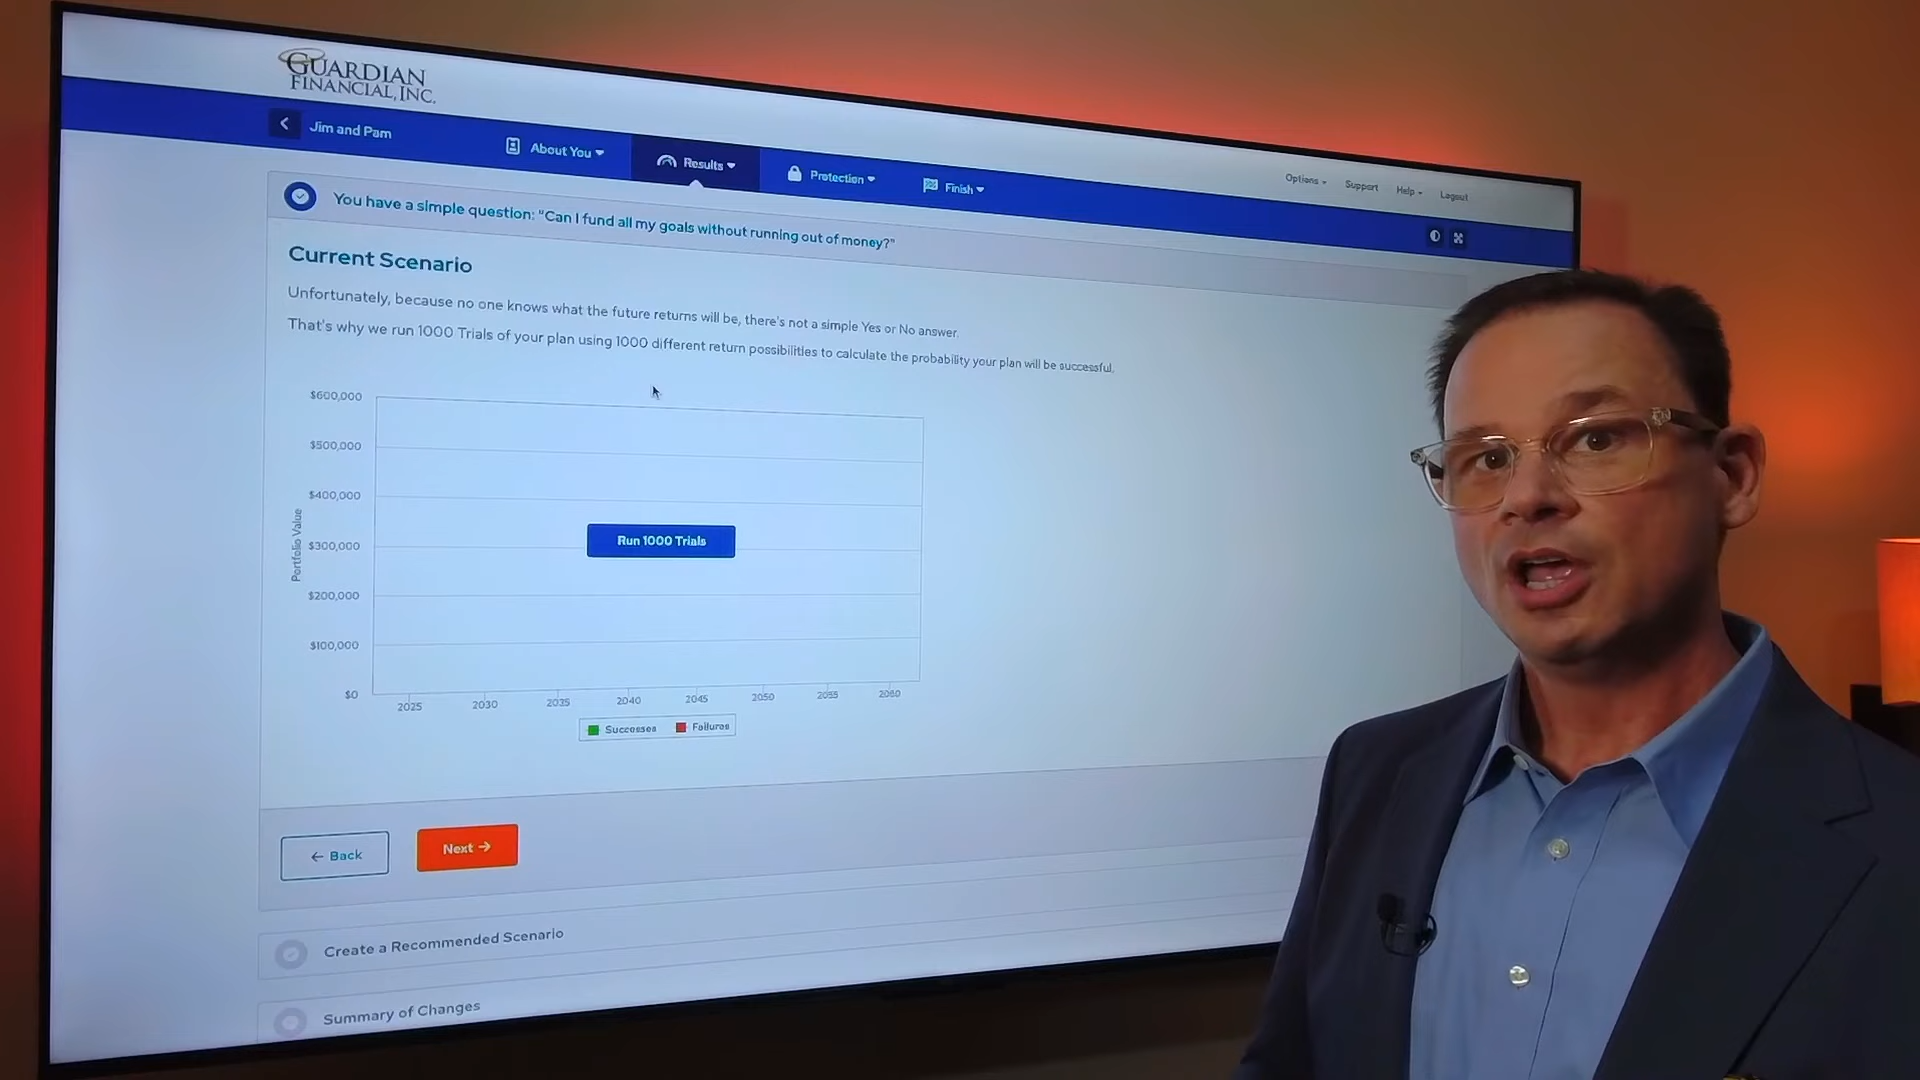 GUARDIAN
FINANCIAL, INC.
Jim and Pam
About You
Results
Protection
Finish
Options
Support
Help
Logout
You have a simple question: "Can I fund all my goals without running out of money?"
Current Scenario
Unfortunately, because no one knows what the future returns will be, there's not a simple Yes or No answer.
That's why we run 1000 Trials of your plan using 1000 different return possibilities to calculate the probability your plan will be successful.
$600,000
$500,000
$400,000
$300,000
$200,000
$100,000
$0
Portfolio Value
Run 1000 Trials
2025
2030
2035
2040
2045
2050
2055
2060
Successes
Failures
← Back
Next →
Create a Recommended Scenario
Summary of Changes